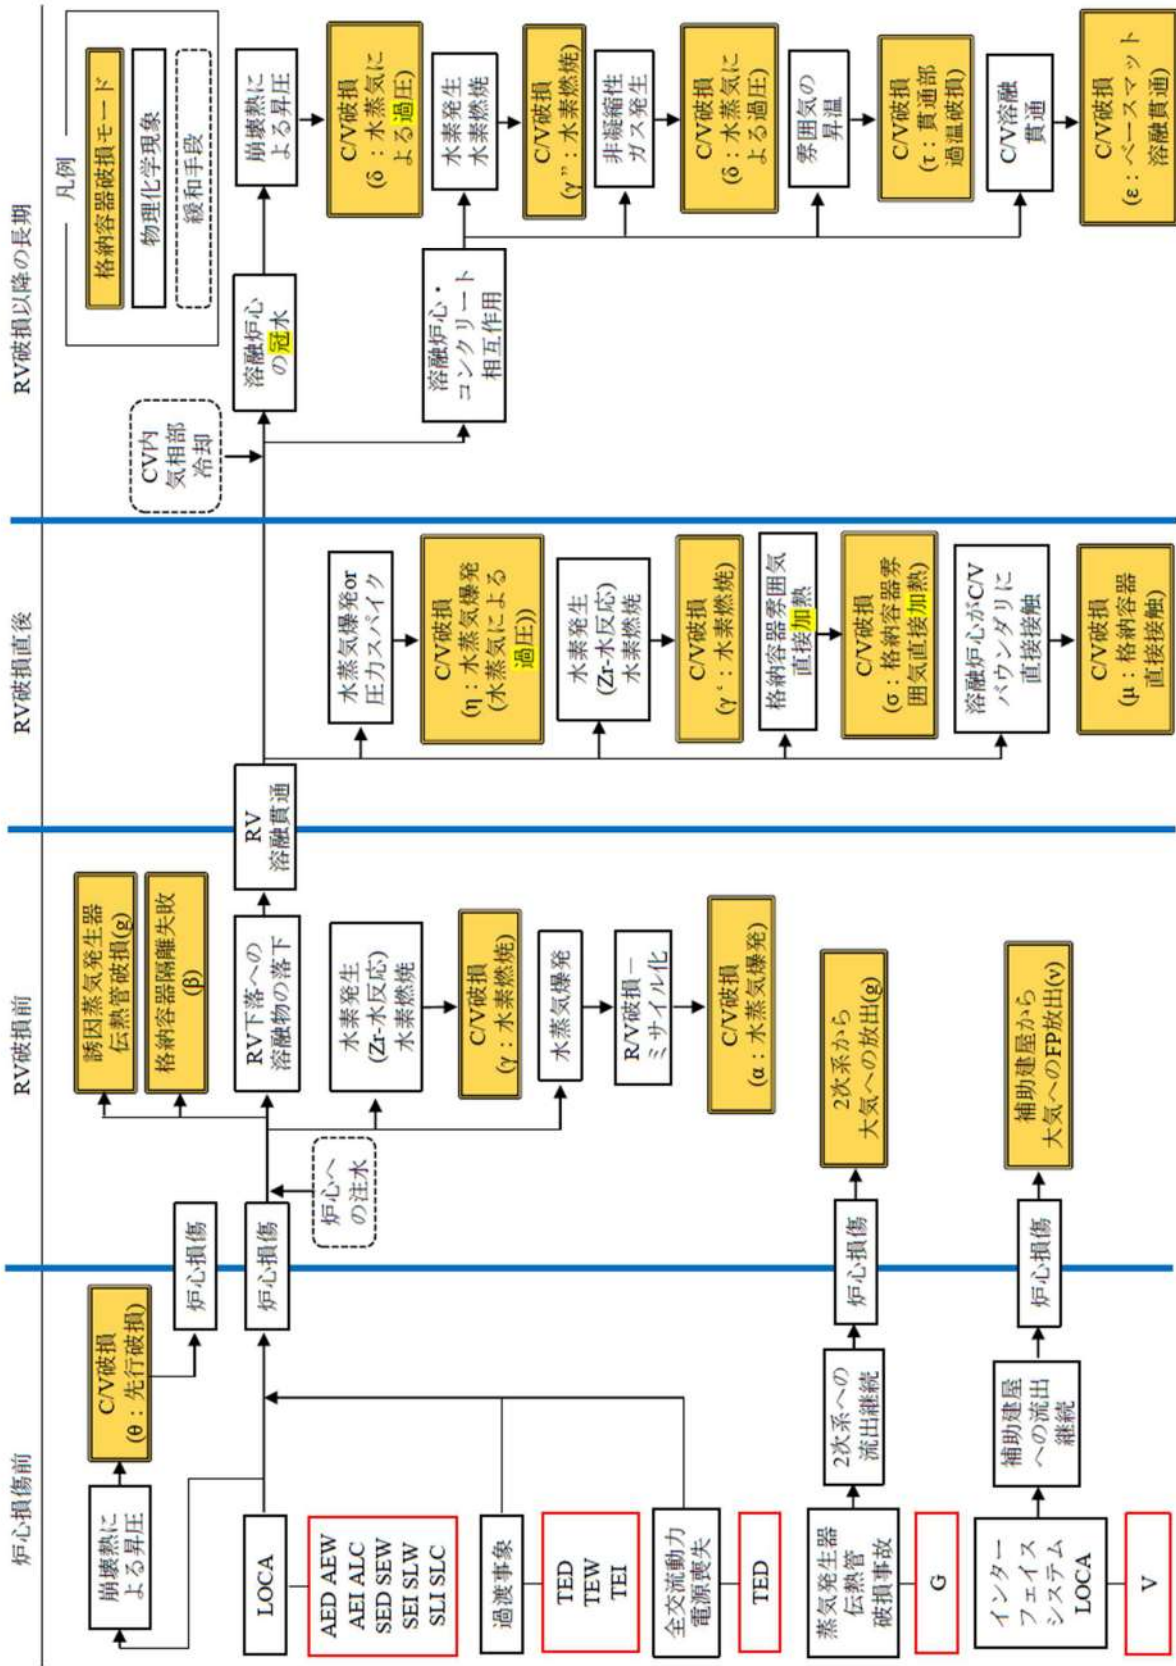 炉心損傷前
RV破損前
RV破損直後
RV破損以降の長期
崩壊熱に
よる昇圧
C/V破損
(θ：先行破損)
炉心損傷
LOCA
AED AEW
AEI ALC
SED SEW
SEI SLW
SLI SLC
過渡事象
TED
TEW
TEI
全交流動力
電源喪失
TED
炉心損傷
蒸気発生器
伝熱管
破損事故
G
2次系への
流出継続
炉心損傷
インター
フェイス
システム
LOCA
V
補助建屋
への流出
継続
炉心損傷
炉心へ
の注水
誘因蒸気発生器
伝熱管破損(g)
格納容器隔離失敗
(β)
RV下落への
溶融物の落下
水素発生
(Zr-水反応)
水素燃焼
C/V破損
(γ：水素燃焼)
水蒸気爆発
R/V破損－
ミサイル化
C/V破損
(α：水蒸気爆発)
2次系から
大気への放出(g)
補助建屋から
大気へのFP放出(ν)
RV
溶融貫通
水蒸気爆発or
圧力スパイク
C/V破損
(η：水蒸気爆発
(水蒸気による
過圧))
水素発生
(Zr-水反応)
水素燃焼
C/V破損
(γ‘：水素燃焼)
格納容器雰囲気
直接加熱
C/V破損
(σ：格納容器雰
囲気直接加熱)
溶融炉心がC/V
バウンダリに
直接接触
C/V破損
(μ：格納容器
直接接触)
CV内
気相部
冷却
溶融炉心
の冠水
崩壊熱に
よる昇圧
C/V破損
(δ：水蒸気に
よる過圧)
溶融炉心・
コンクリート
相互作用
水素発生
水素燃焼
C/V破損
(γ”：水素燃焼)
非凝縮性
ガス発生
C/V破損
(δ：水蒸気に
よる過圧)
雰囲気の
昇温
C/V破損
(τ：貫通部
過温破損)
C/V溶融
貫通
C/V破損
(ε：ベースマット
溶融貫通)
凡例
格納容器破損モード
物理化学現象
緩和手段